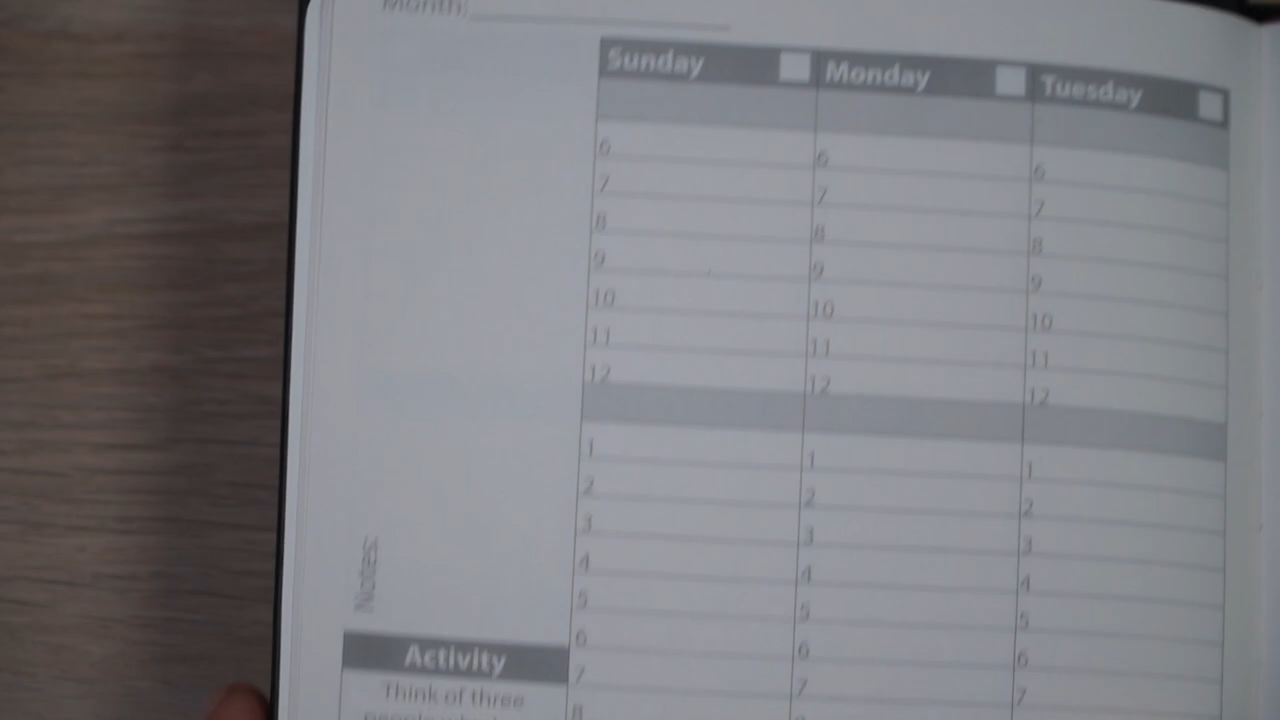 Month:
Sunday Monday Tuesday
6 6 6
7 7 7
8 8 8
9 9 9
10 10 10
11 11 11
12 12 12
1 1 1
2 2 2
3 3 3
4 4 4
5 5 5
6 6 6
7 7 7
8
Notes:
Activity
Think of three